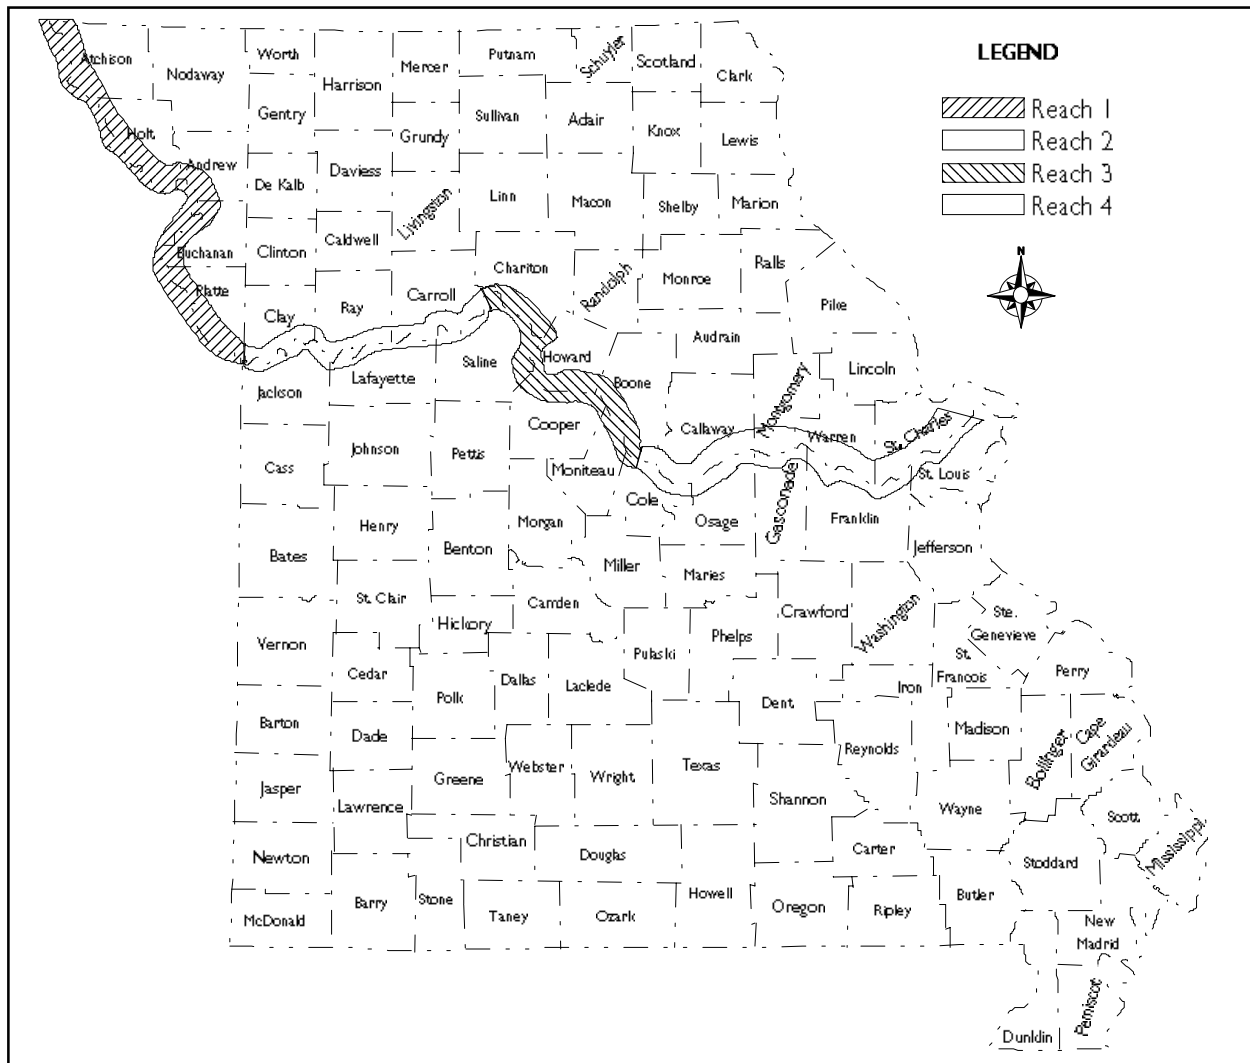 LEGEND
Reach 1
Reach 2
Reach 3
Reach 4
N
Atchison
Nodaway
Worth
Harrison
Mercer
Putnam
Schuyler
Scotland
Clark
Holt
Gentry
Grundy
Sullivan
Adair
Knox
Lewis
Andrew
De Kalb
Daviess
Livingston
Linn
Macon
Shelby
Marion
Buchanan
Clinton
Caldwell
Chariton
Randolph
Monroe
Ralls
Platte
Clay
Ray
Carroll
Pike
Audrain
Saline
Howard
Boone
Jackson
Lafayette
Montgomery
Lincoln
Cooper
Callaway
Warren
St. Charles
Cass
Johnson
Pettis
Moniteau
St. Louis
Cole
Osage
Gasconade
Franklin
Henry
Morgan
Jefferson
Bates
Benton
Miller
Maries
St. Clair
Camden
Crawford
Washington
Ste.
Genevieve
Vernon
Hickory
Pulaski
Phelps
St.
Francois
Perry
Cedar
Polk
Dallas
Laclede
Dent
Iron
Barton
Dade
Madison
Bollinger
Cape
Girardeau
Jasper
Greene
Webster
Wright
Texas
Reynolds
Lawrence
Shannon
Wayne
Scott
Mississippi
Newton
Christian
Douglas
Carter
Stoddard
McDonald
Barry
Stone
Taney
Ozark
Howell
Oregon
Ripley
Butler
New
Madrid
Pemiscot
Dunklin